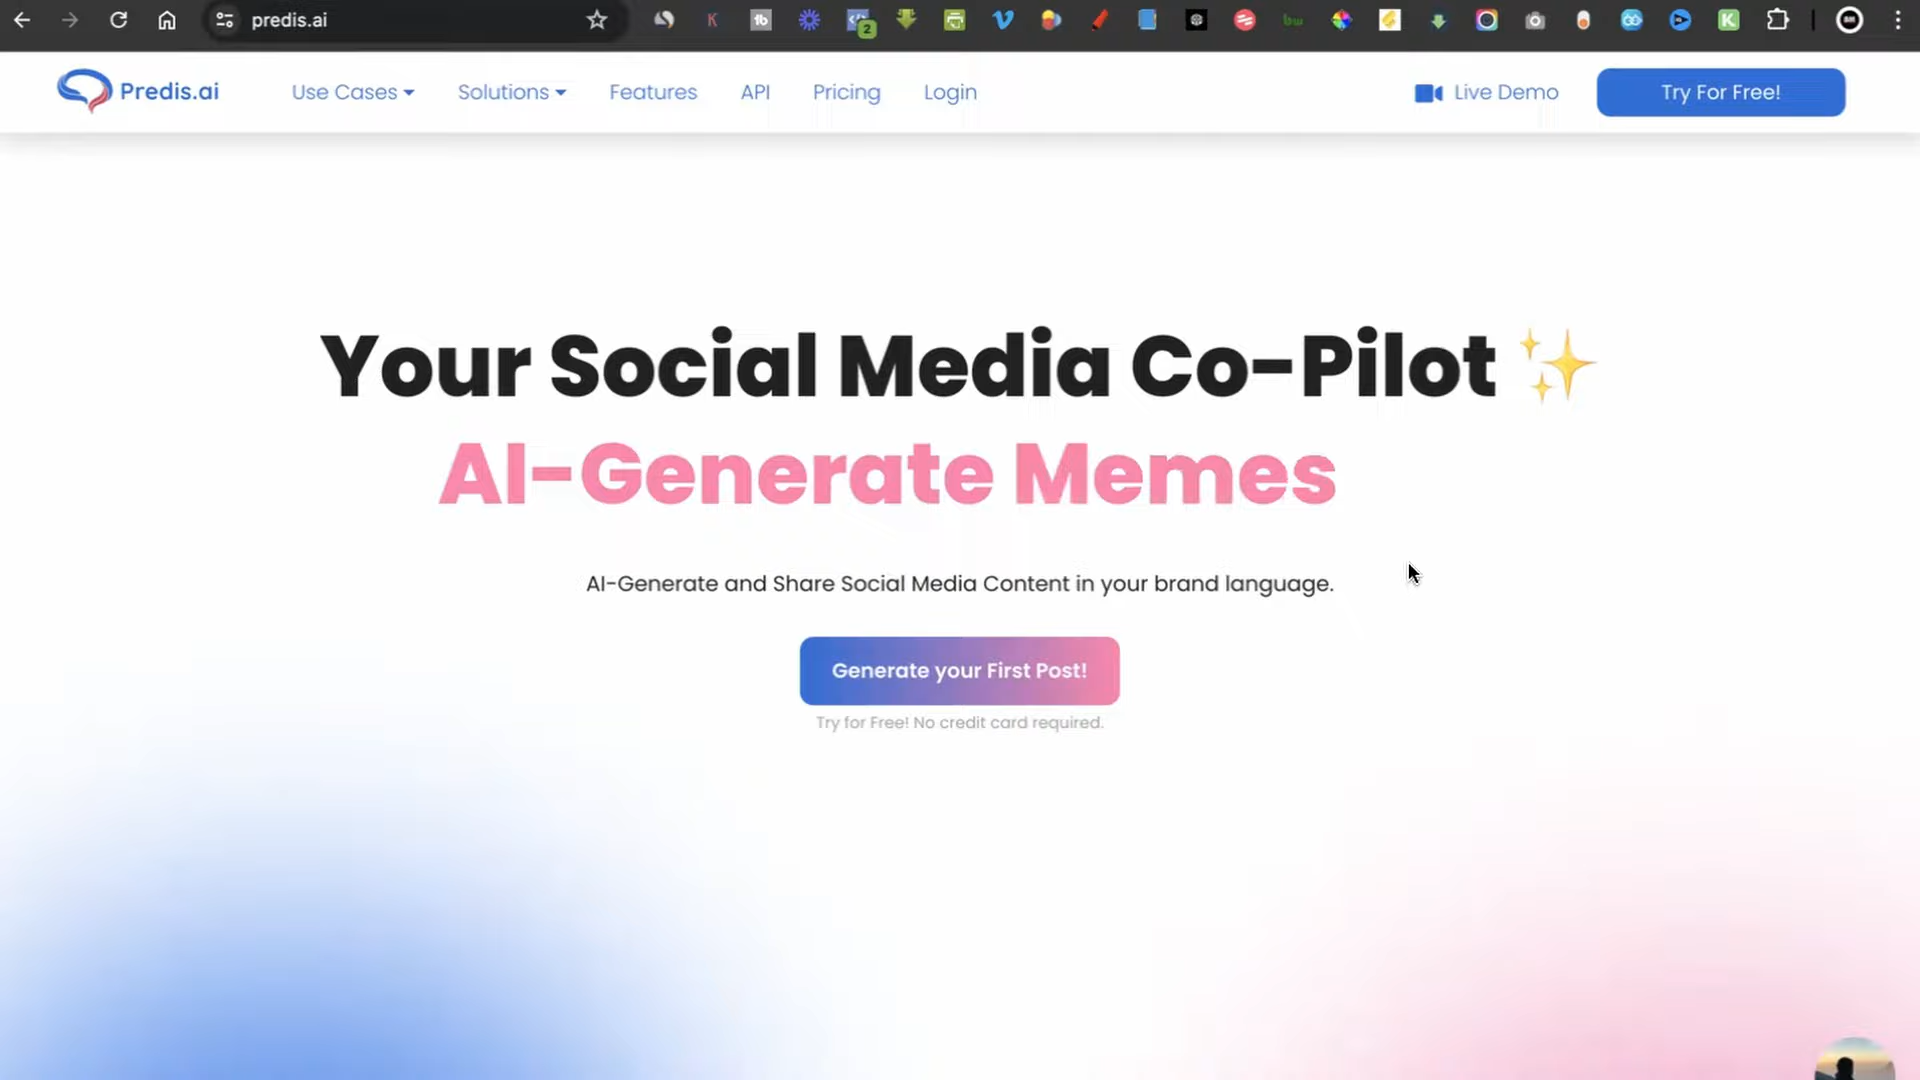 predis.ai
2
Predis.ai
Use Cases
Solutions
Features
API
Pricing
Login
Live Demo
Try For Free!
Your Social Media Co-Pilot
AI-Generate Memes
AI-Generate and Share Social Media Content in your brand language.
Generate your First Post!
Try for Free! No credit card required.